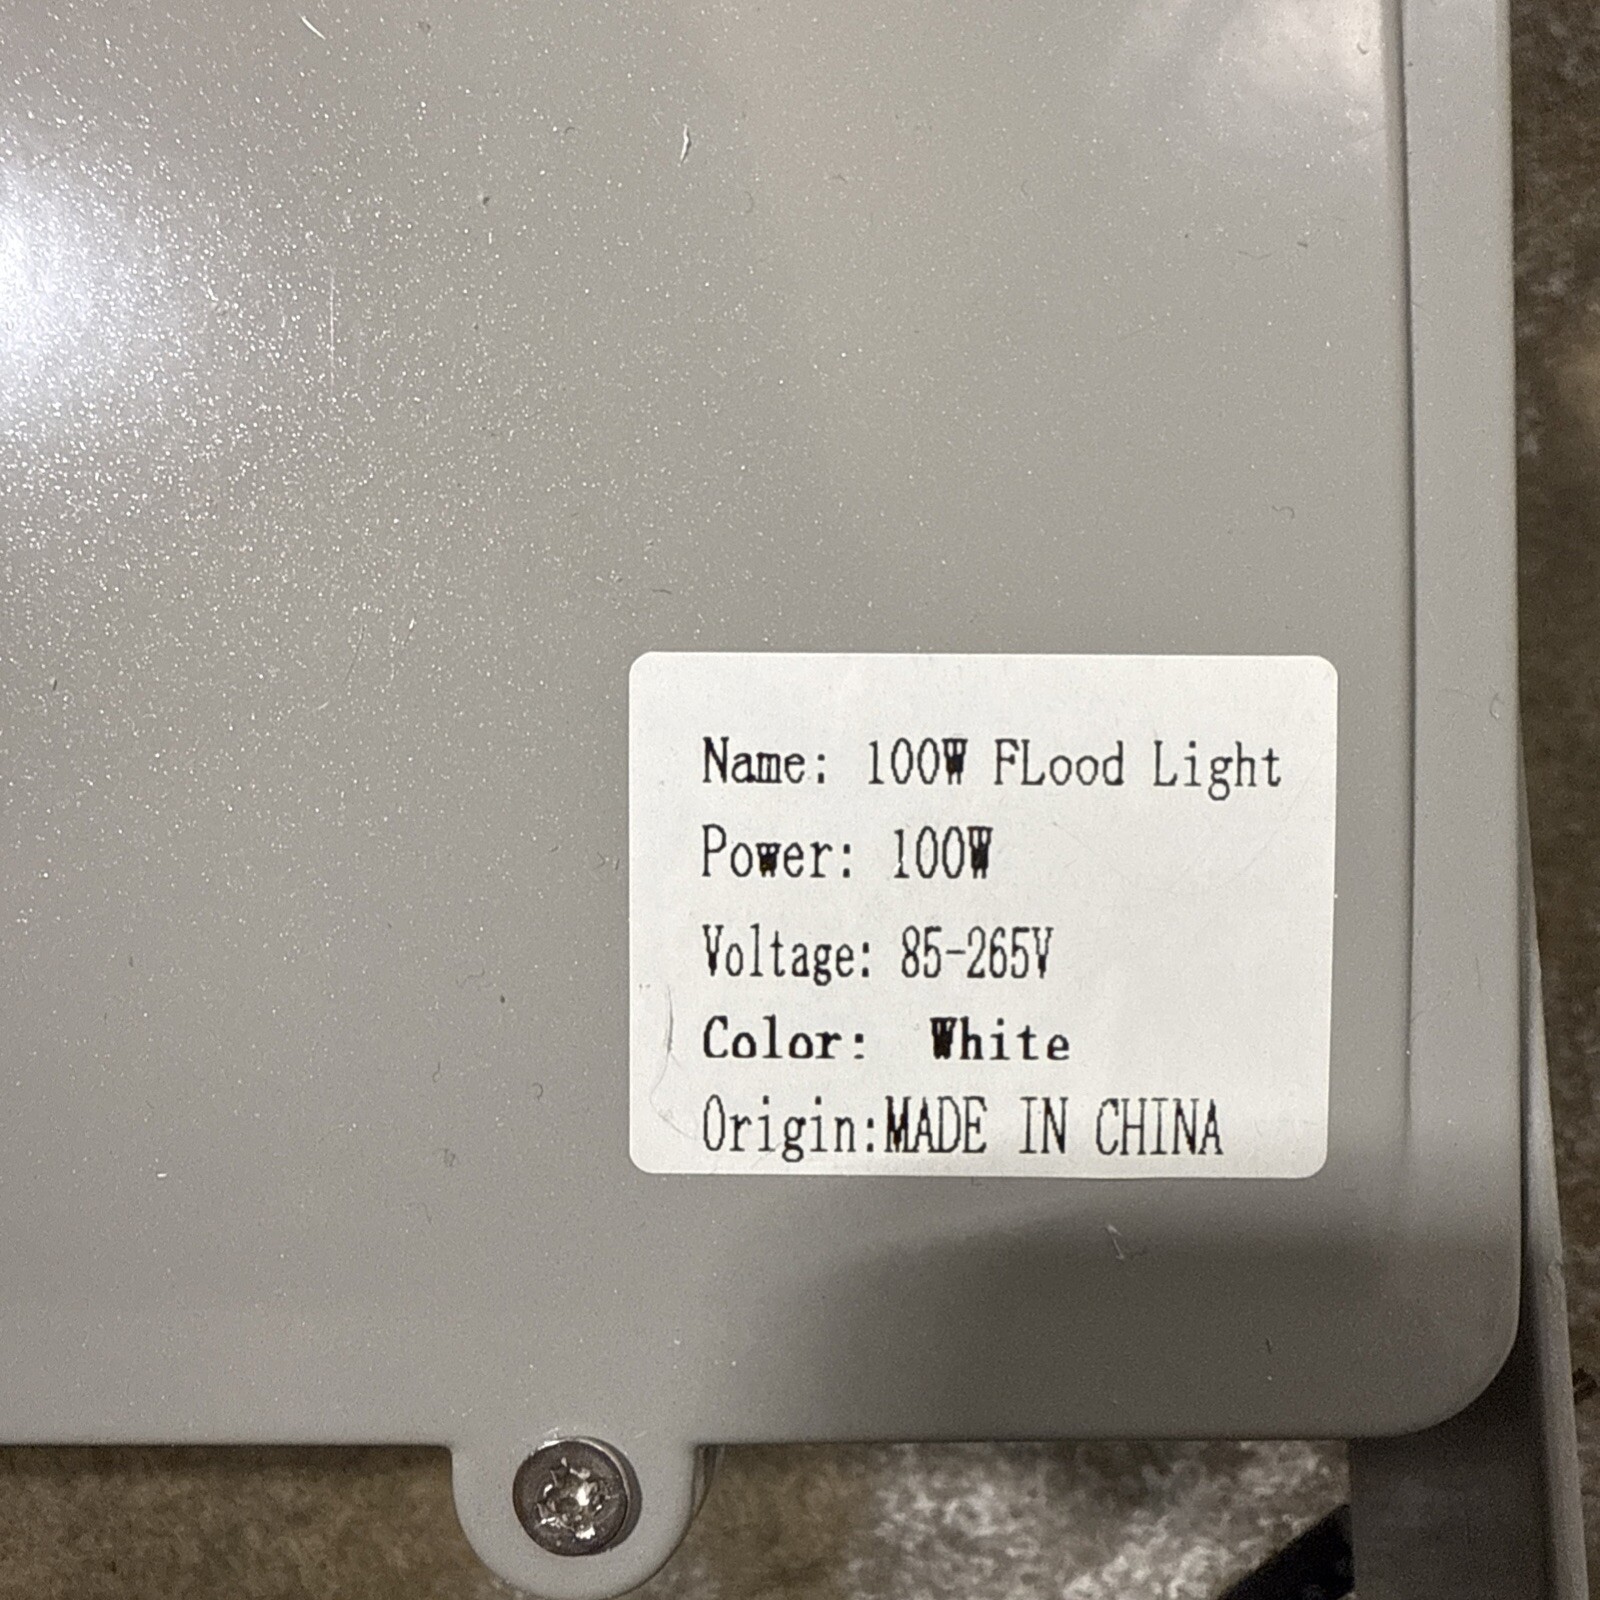 Name: 100W FLood Light
Power: 100W
Voltage: 85-265V
Color: White
Origin:MADE IN CHINA